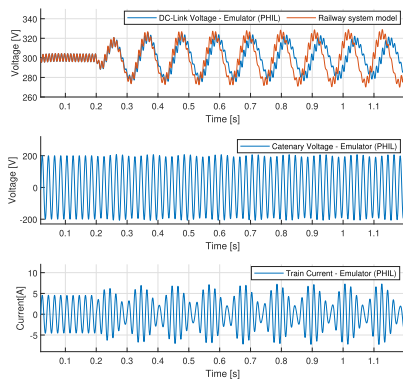 DC-Link Voltage - Emulator (PHIL) Railway system model
Voltage [V]
340
320
300
280
260
0.1 0.2 0.3 0.4 0.5 0.6 0.7 0.8 0.9 1 1.1
Time [s]
Catenary Voltage - Emulator (PHIL)
Voltage [V]
200
0
-200
0.1 0.2 0.3 0.4 0.5 0.6 0.7 0.8 0.9 1 1.1
Time [s]
Train Current - Emulator (PHIL)
Current[A]
10
5
0
-5
0.1 0.2 0.3 0.4 0.5 0.6 0.7 0.8 0.9 1 1.1
Time [s]